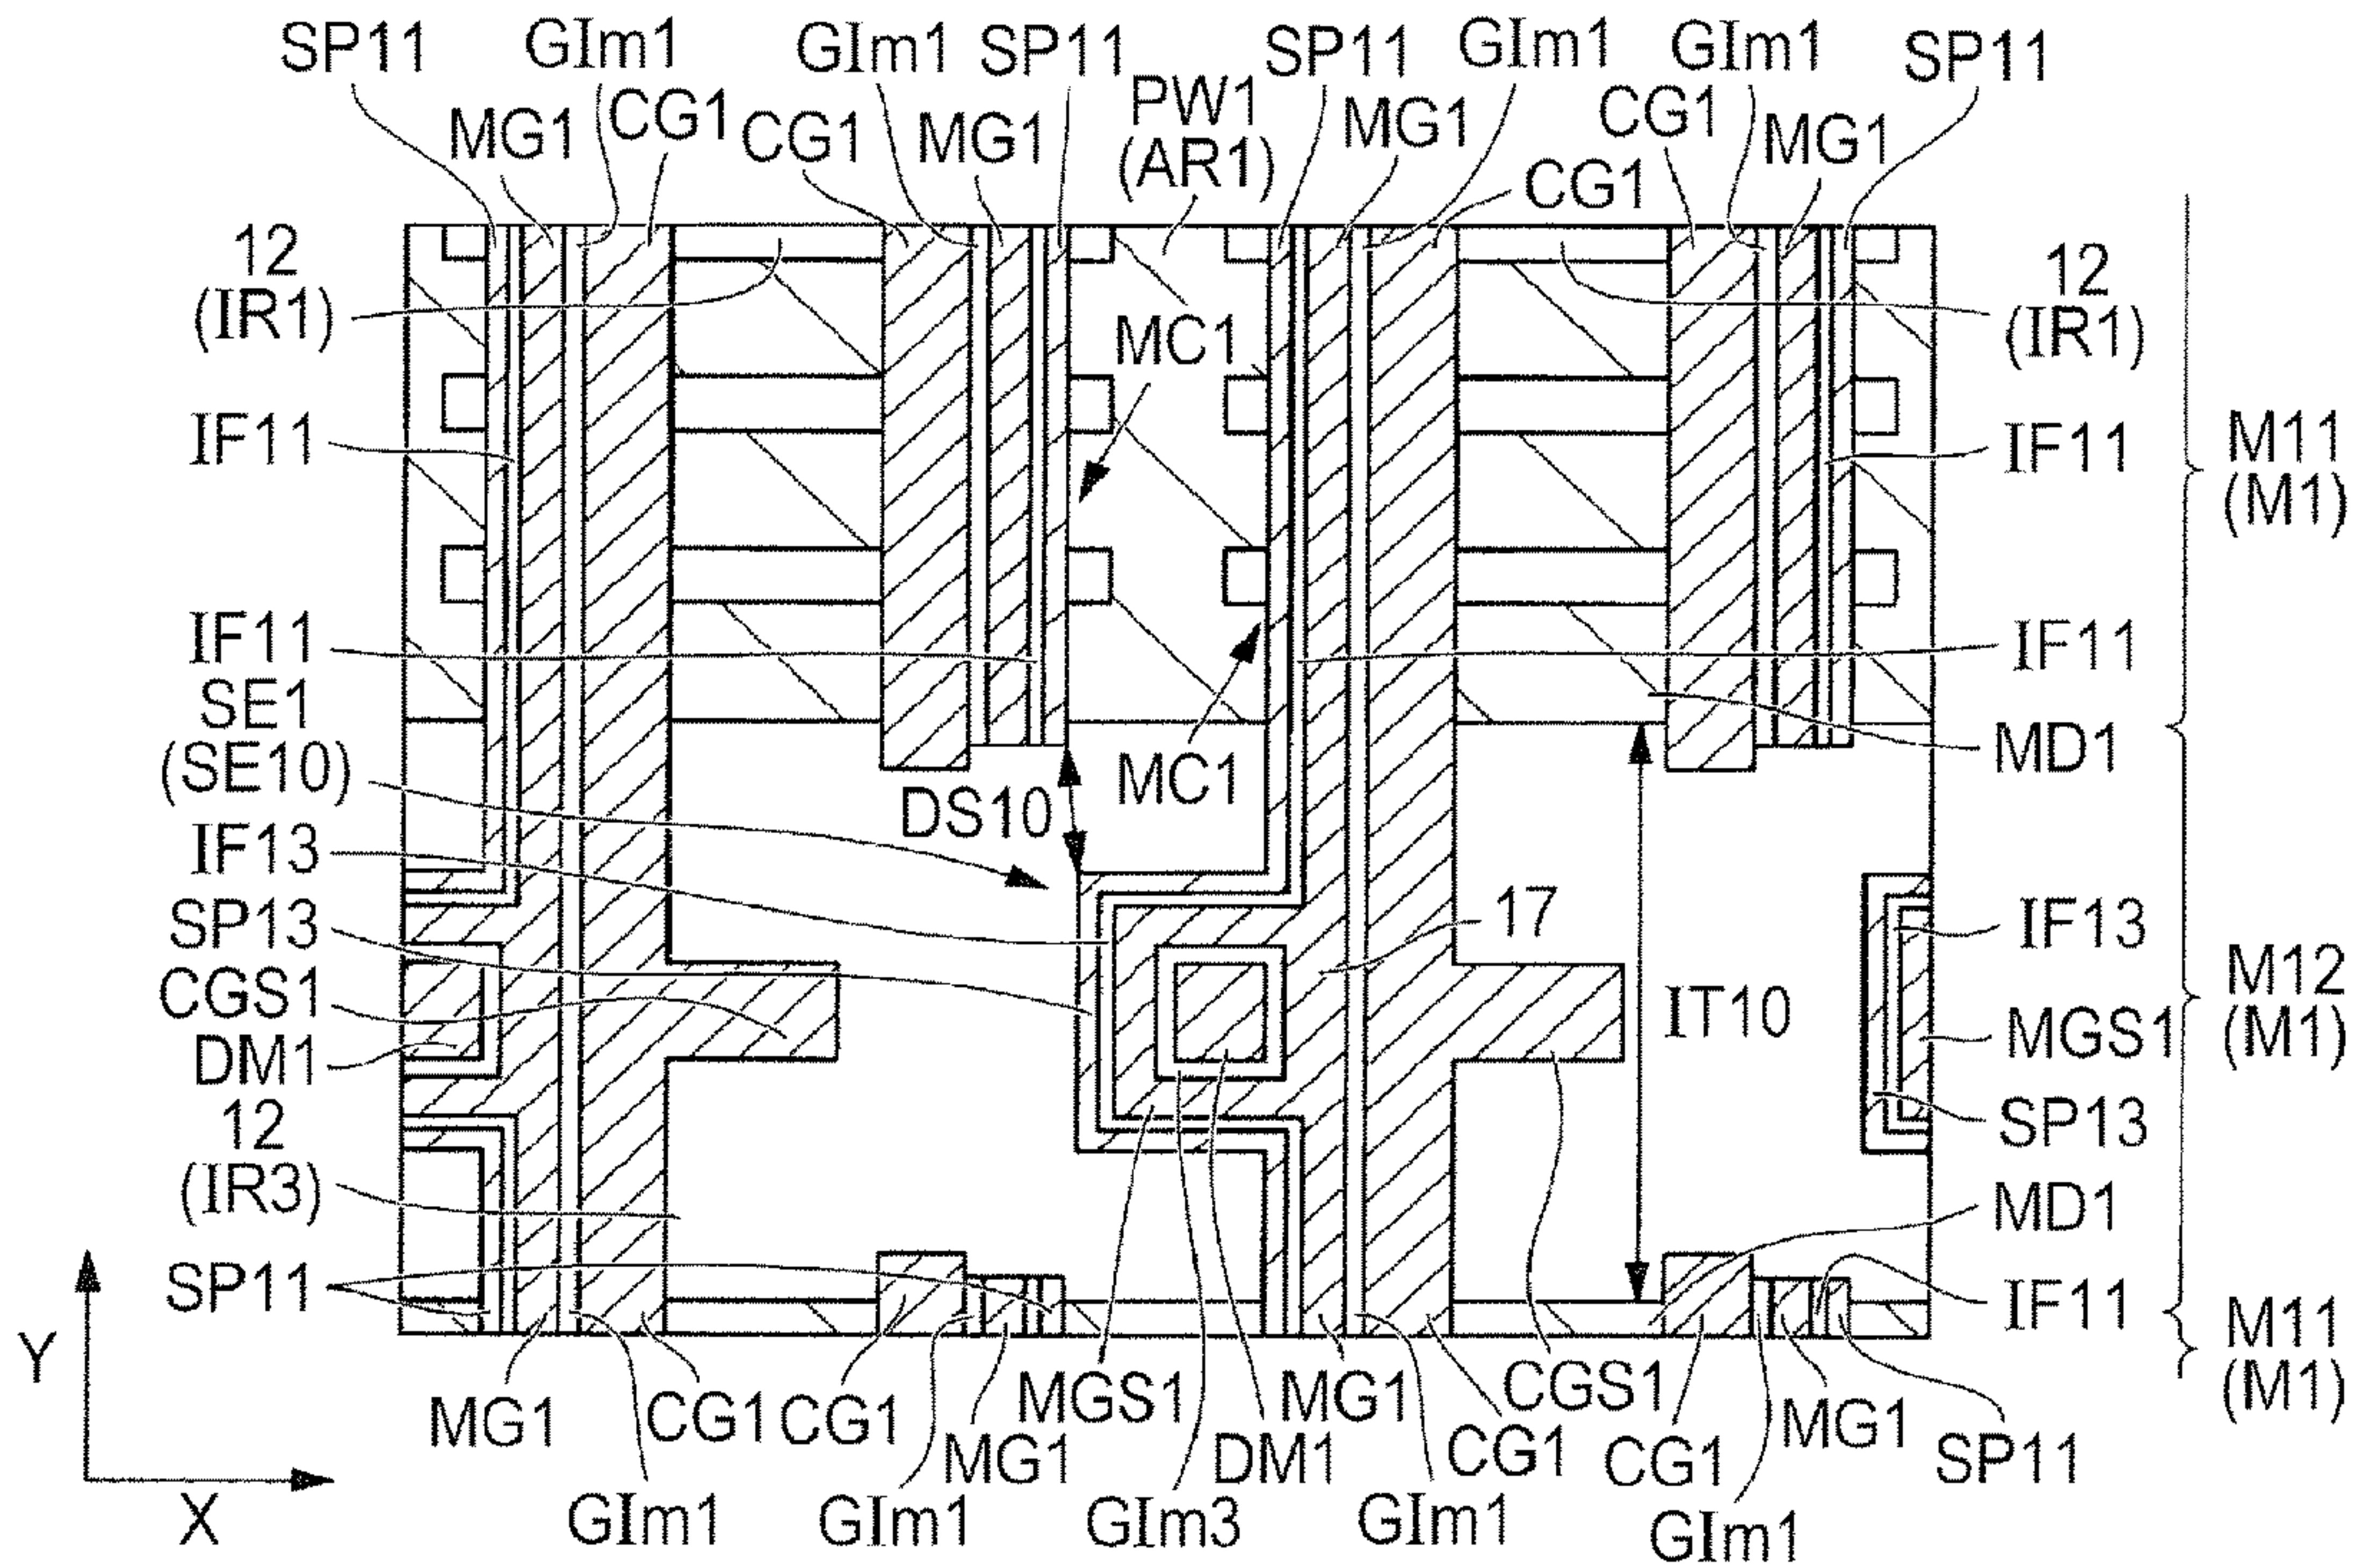 SP11 GIm1 GIm1 SP11 SP11 GIm1 GIm1 SP11
MG1 CG1 CG1 MG1 PW1 MG1 CG1 MG1
(AR1) CG1
12 12
(IR1) (IR1)
MC1
IF11 IF11 M11
(M1)
IF11 IF11
SE1
(SE10) MC1 MD1
DS10
IF13 17 IF13
SP13
CGS1 IT10 M12
DM1 MGS1 (M1)
12 SP13
(IR3) MD1
SP11 IF11 M11
Y (M1)
MG1 CG1 CG1 MGS1 MG1 CGS1 MG1
MG1 DM1 CG1 CG1 SP11
X GIm1 GIm1 GIm3 GIm1 GIm1